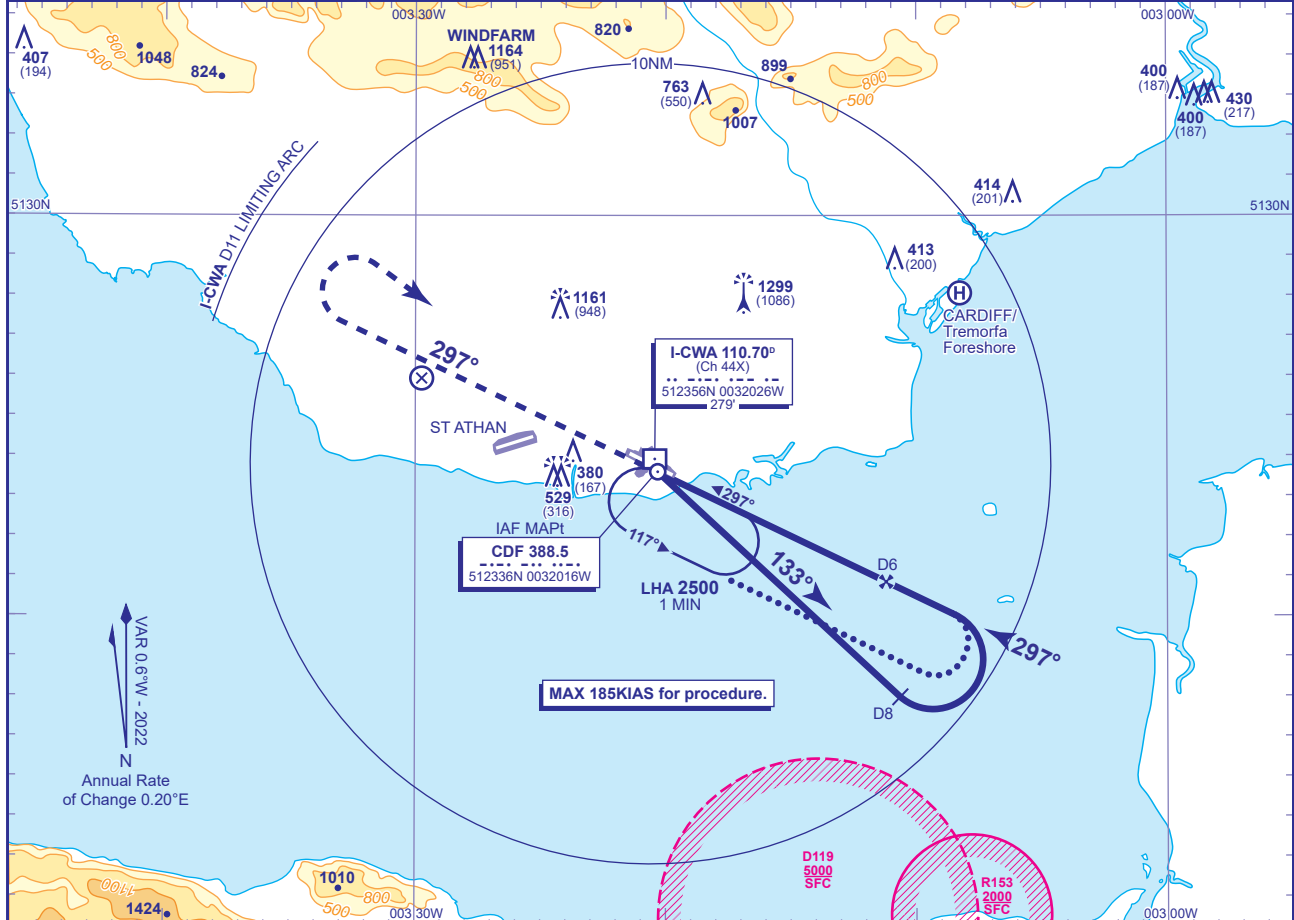 003 30W
003 00W
407
(194)
800
500
1048
824
WINDFARM
1164
(951)
800
500
820
10NM
763
(550)
1007
899
800
500
400
(187)
400
(187)
430
(217)
5130N
5130N
I-CWA D11 LIMITING ARC
414
(201)
413
(200)
H
CARDIFF/
Tremorfa
Foreshore
1161
(948)
1299
(1086)
297°
I-CWA 110.70ᴰ
(Ch 44X)
512356N 0032026W
279'
ST ATHAN
380
(167)
529
(316)
IAF MAPt
CDF 388.5
512336N 0032016W
117°
297°
133°
D6
LHA 2500
1 MIN
297°
D8
MAX 185KIAS for procedure.
VAR 0.6°W - 2022
N
Annual Rate
of Change 0.20°E
D119
5000
SFC
R153
2000
SFC
1100
1424
1010
800
500
003 30W
003 00W